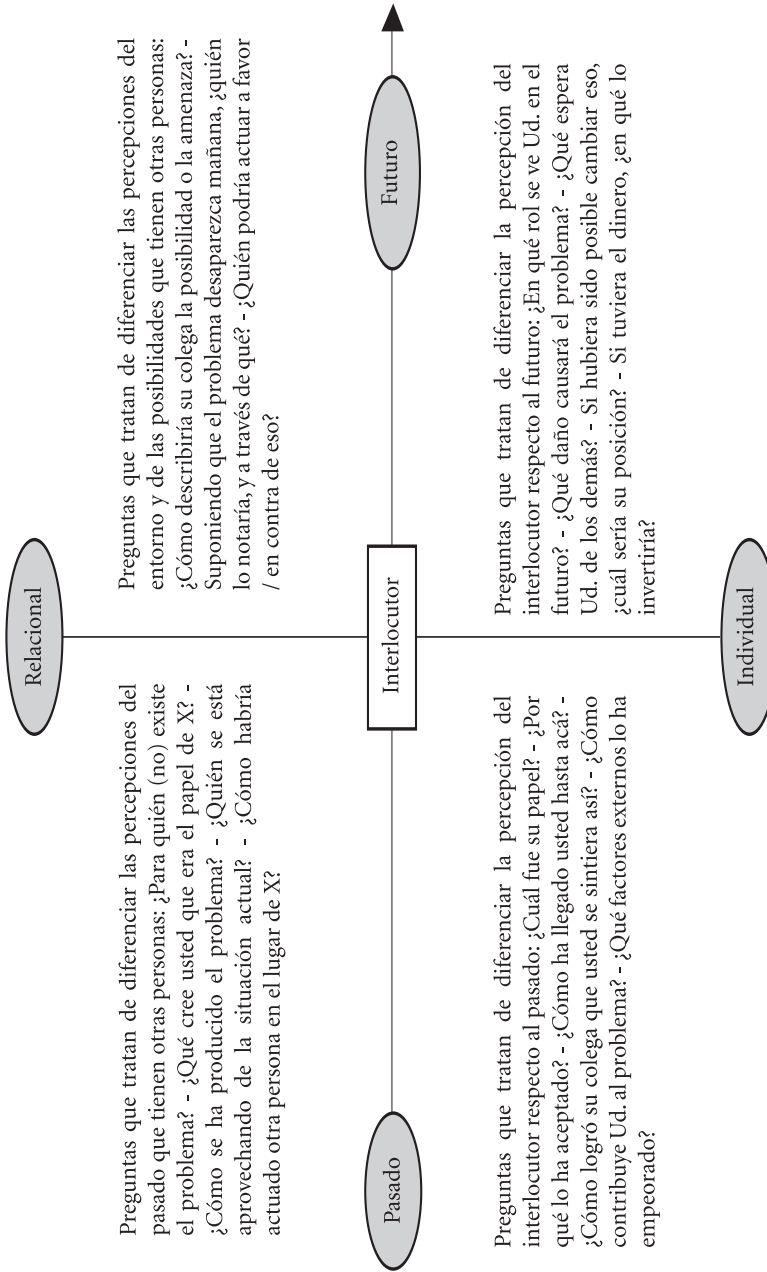 Relacional
Preguntas que tratan de diferenciar las percepciones del
pasado que tienen otras personas: ¿Para quién (no) existe
el problema? - ¿Qué cree usted que era el papel de X? -
¿Cómo se ha producido el problema? - ¿Quién se está
aprovechando de la situación actual? - ¿Cómo habría
actuado otra persona en el lugar de X?
Preguntas que tratan de diferenciar las percepciones del
entorno y de las posibilidades que tienen otras personas:
¿Cómo describiría su colega la posibilidad o la amenaza? -
Suponiendo que el problema desaparezca mañana, ¿quién
lo notaría, y a través de qué? - ¿Quién podría actuar a favor
/ en contra de eso?
Pasado
Interlocutor
Futuro
Preguntas que tratan de diferenciar la percepción del
interlocutor respecto al pasado: ¿Cuál fue su papel? - ¿Por
qué lo ha aceptado? - ¿Cómo ha llegado usted hasta acá? -
¿Cómo logró su colega que usted se sintiera así? - ¿Cómo
contribuye Ud. al problema? - ¿Qué factores externos lo ha
empeorado?
Preguntas que tratan de diferenciar la percepción del
interlocutor respecto al futuro: ¿En qué rol se ve Ud. en el
futuro? - ¿Qué daño causará el problema? - ¿Qué espera
Ud. de los demás? - Si hubiera sido posible cambiar eso,
¿cuál sería su posición? - Si tuviera el dinero, ¿en qué lo
invertiría?
Individual